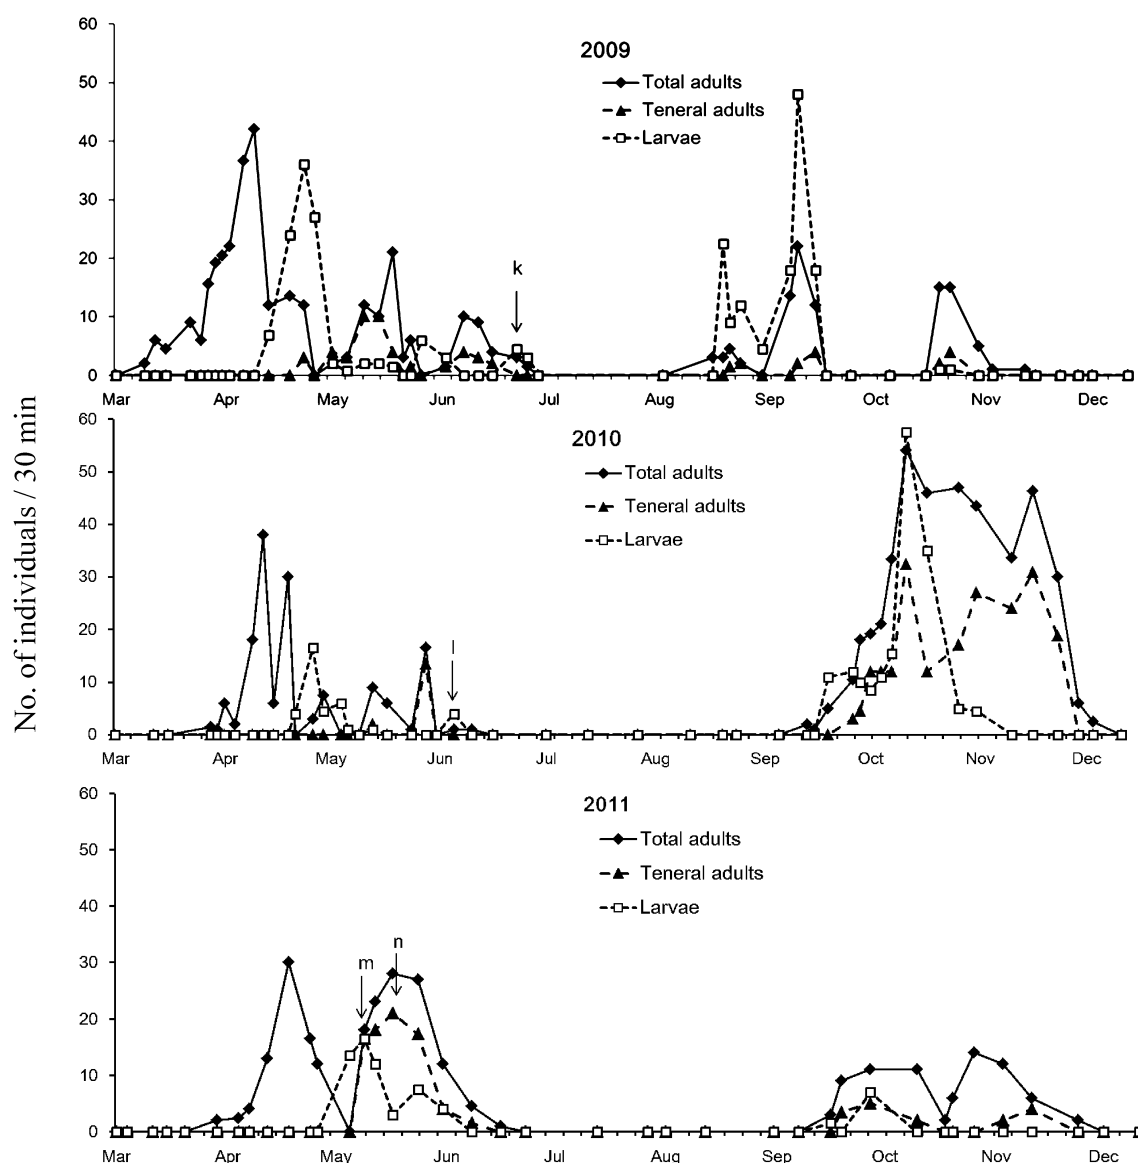 No. of individuals / 30 min
60
50
40
30
20
10
0
2009
Total adults
Teneral adults
Larvae
k
Mar Apr May Jun Jul Aug Sep Oct Nov Dec
60
50
40
30
20
10
0
2010
Total adults
Teneral adults
Larvae
l
Mar Apr May Jun Jul Aug Sep Oct Nov Dec
60
50
40
30
20
10
0
2011
Total adults
Teneral adults
Larvae
m
n
Mar Apr May Jun Jul Aug Sep Oct Nov Dec